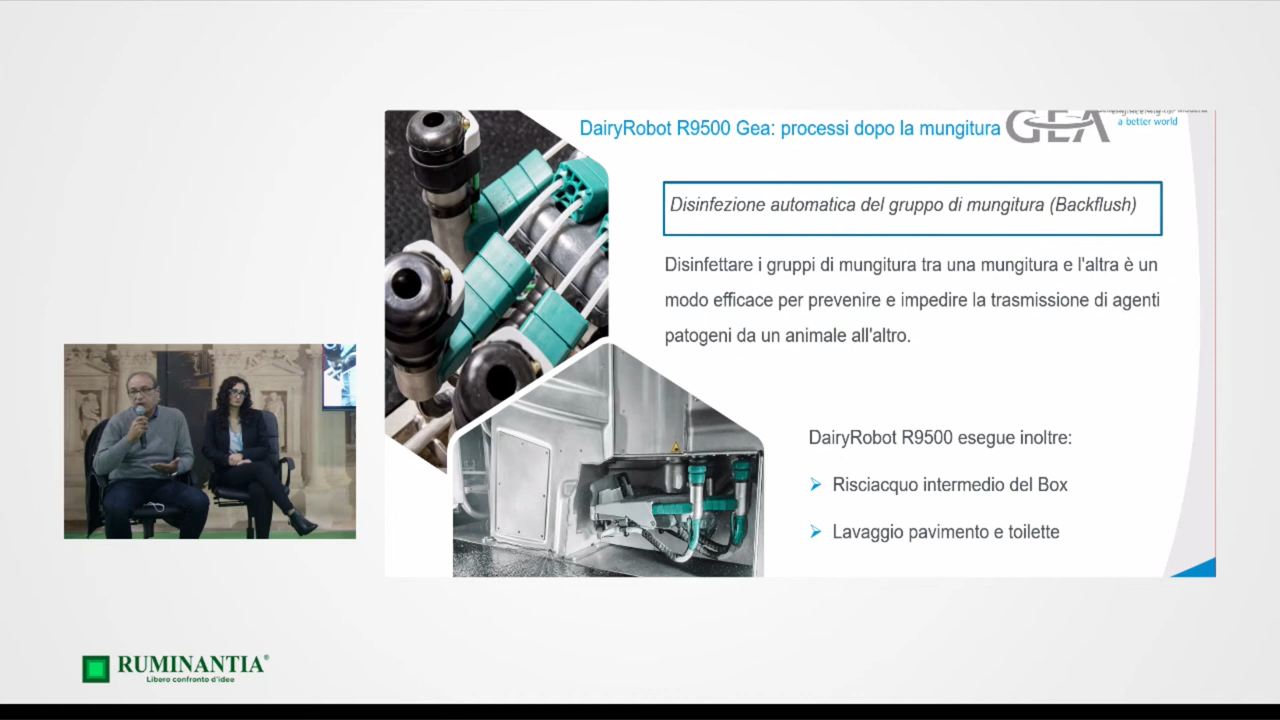 DairyRobot R9500 Gea: processi dopo la mungitura
GEA
a better world
Disinfezione automatica del gruppo di mungitura (Backflush)
Disinfettare i gruppi di mungitura tra una mungitura e l'altra è un
modo efficace per prevenire e impedire la trasmissione di agenti
patogeni da un animale all'altro.
DairyRobot R9500 esegue inoltre:
Risciacquo intermedio del Box
Lavaggio pavimento e toilette
RUMINANTIA®
Libero confronto d'idee